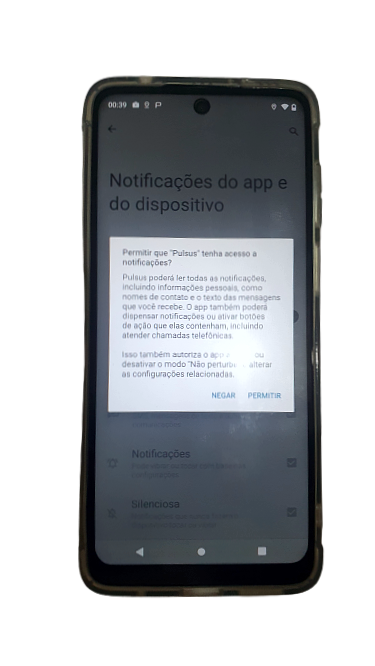 00:39
Notificações do app e
do dispositivo
Permitir que "Pulsus" tenha acesso a
notificações?
Pulsus poderá ler todas as notificações,
incluindo informações pessoais, como
nomes de contato e o texto das mensagens
que você recebe. O app também poderá
dispensar notificações ou ativar botões
de ação que elas contenham, incluindo
atender chamadas telefônicas.
Isso também autoriza o app a ou
desativar o modo "Não alterar
as configurações relacionadas.
NEGAR PERMITIR
Notificações
Silenciosa